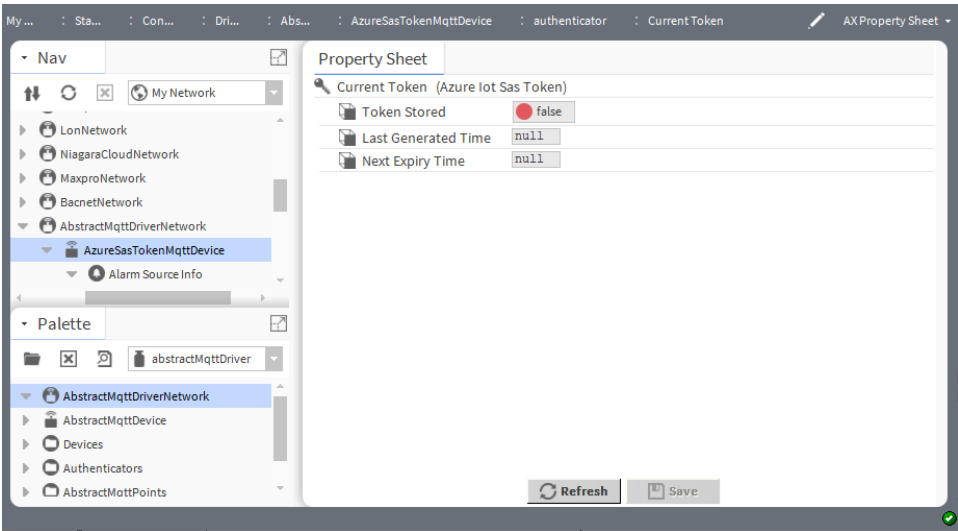 My ... : Sta... : Con... : Dri... : Abs... : AzureSasTokenMqttDevice : authenticator : Current Token AX Property Sheet
Nav
My Network
LonNetwork
NiagaraCloudNetwork
MaxproNetwork
BacnetNetwork
AbstractMqttDriverNetwork
AzureSasTokenMqttDevice
Alarm Source Info
Palette
abstractMqttDriver
AbstractMqttDriverNetwork
AbstractMqttDevice
Devices
Authenticators
AbstractMqttPoints
Property Sheet
Current Token (Azure Iot Sas Token)
Token Stored false
Last Generated Time null
Next Expiry Time null
Refresh Save